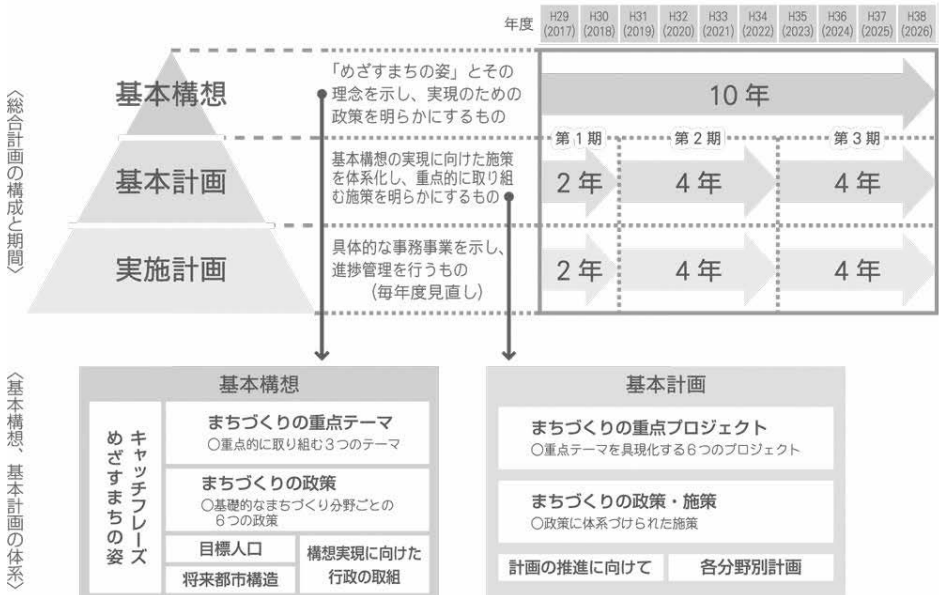 年度
H29 H30 H31 H32 H33 H34 H35 H36 H37 H38
(2017) (2018) (2019) (2020) (2021) (2022) (2023) (2024) (2025) (2026)
〈総合計画の構成と期間〉
基本構想
「めざすまちの姿」とその
理念を示し、実現のための
政策を明らかにするもの
10年
第1期 第2期 第3期
基本計画
基本構想の実現に向けた施策
を体系化し、重点的に取り組
む施策を明らかにするもの
2年 4年 4年
実施計画
具体的な事務事業を示し、
進捗管理を行うもの
(毎年度見直し)
2年 4年 4年
〈基本構想、基本計画の体系〉
基本構想
キャッチフレーズ
めざすまちの姿
まちづくりの重点テーマ
○重点的に取り組む3つのテーマ
まちづくりの政策
○基礎的なまちづくり分野ごとの
6つの政策
目標人口
将来都市構造
構想実現に向けた
行政の取組
基本計画
まちづくりの重点プロジェクト
○重点テーマを具現化する6つのプロジェクト
まちづくりの政策・施策
○政策に体系づけられた施策
計画の推進に向けて
各分野別計画